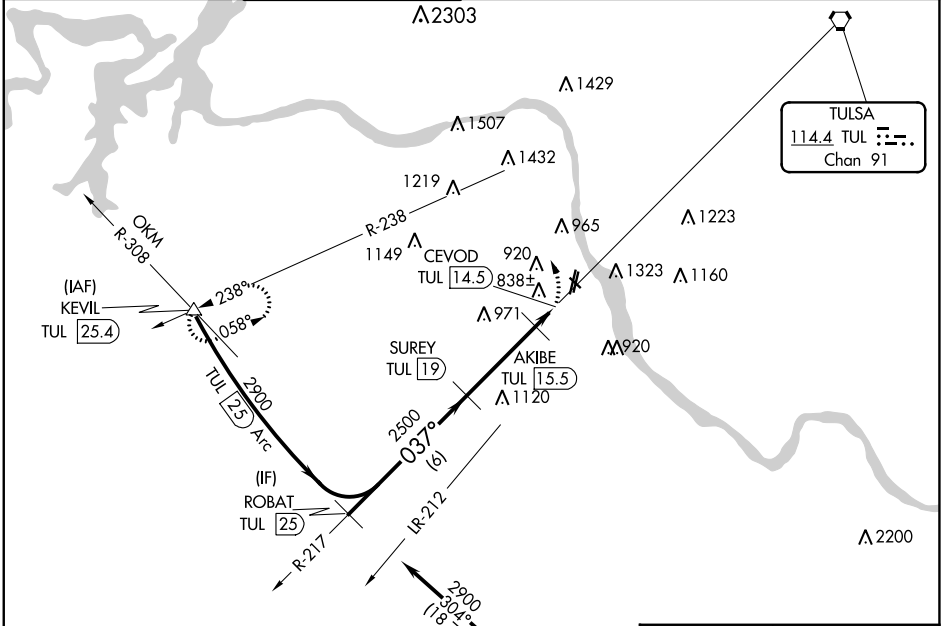 2303
1429
TULSA
114.4 TUL
Chan 91
1507
1432
1219
R-238
OKM
R-308
1149
CEVOD
TUL 14.5
920
838±
965
1223
1323
1160
(IAF)
KEVIL
TUL 25.4
238°
058°
971
920
SUREY
TUL 19
AKIBE
TUL 15.5
1120
2900
TUL 25 Arc
2500
037°
(6)
(IF)
ROBAT
TUL 25
R-217
LR-212
2200
2900
304°
(18